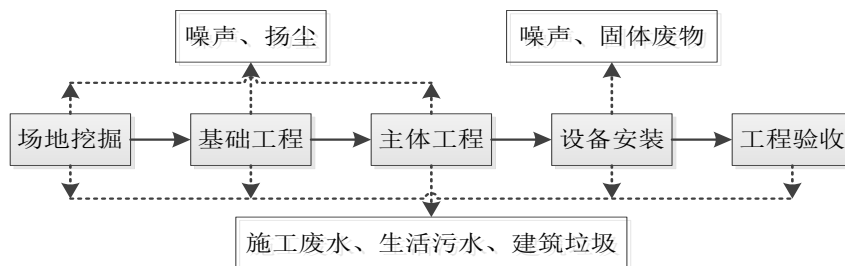 噪声、扬尘
噪声、固体废物
场地挖掘
基础工程
主体工程
设备安装
工程验收
施工废水、生活污水、建筑垃圾